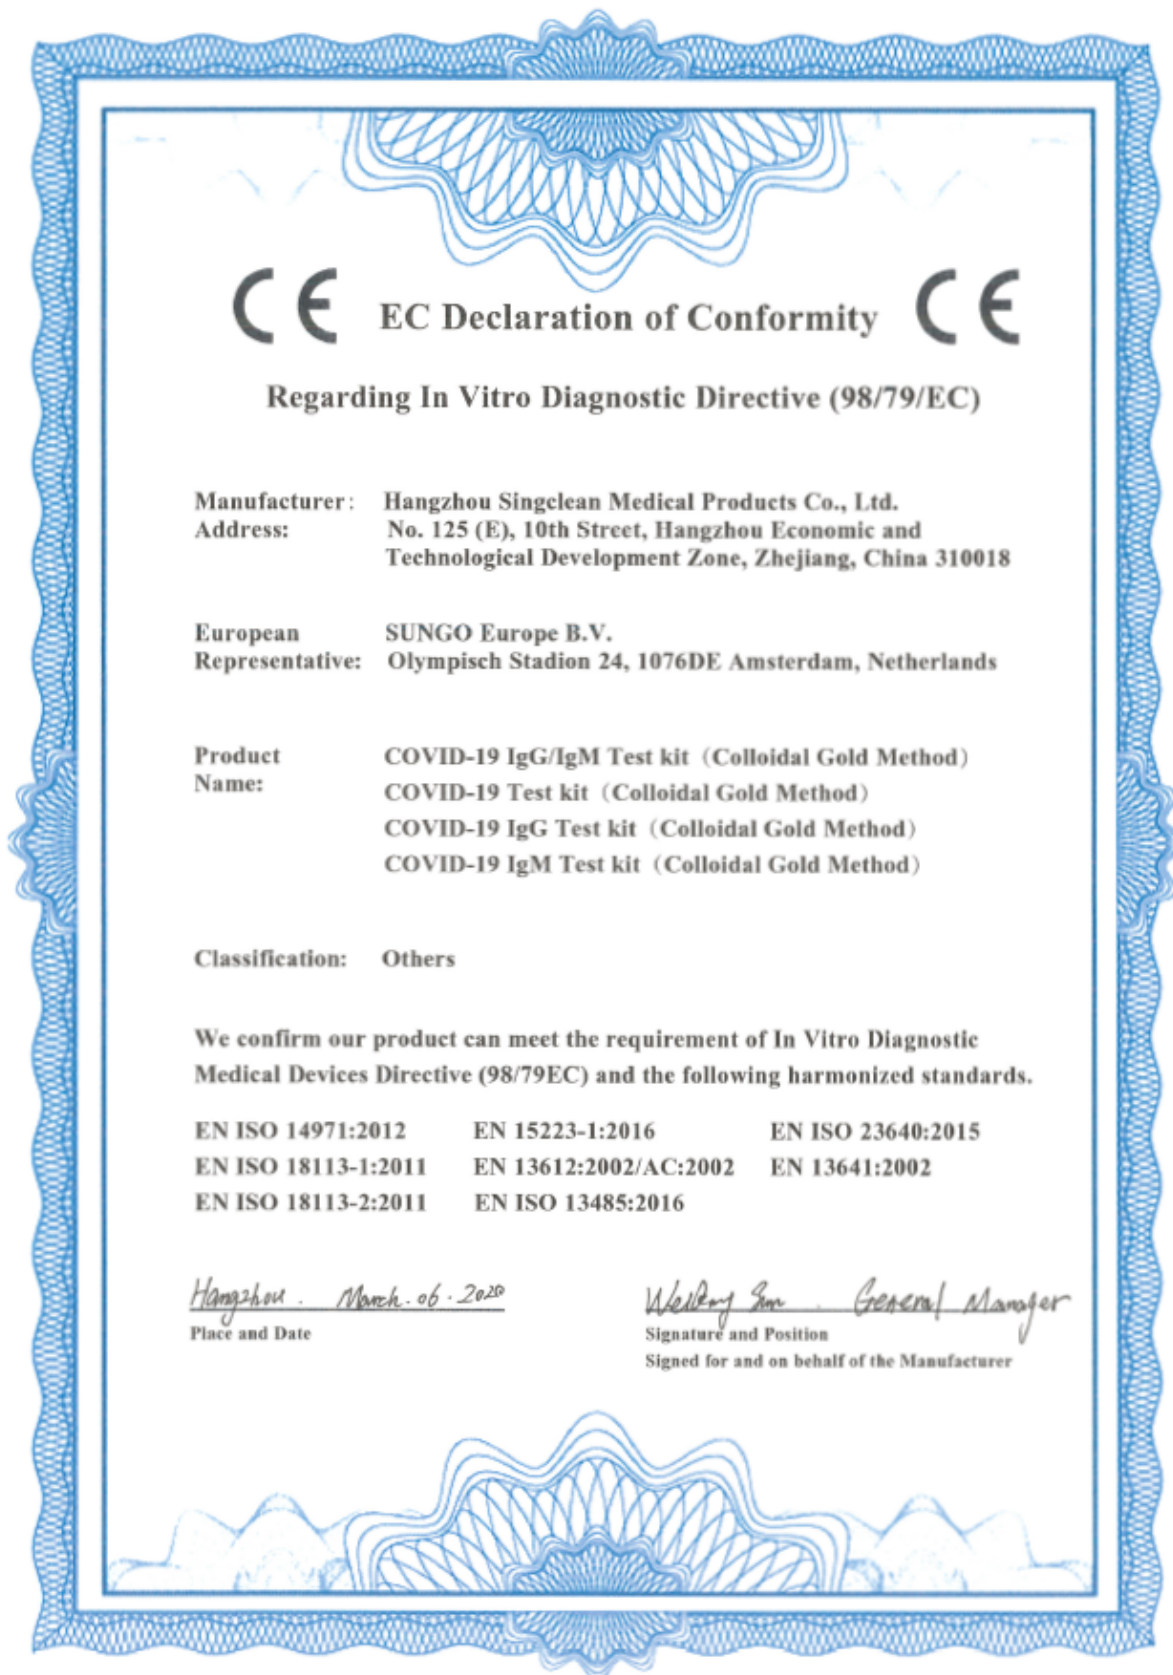 CE EC Declaration of Conformity CE
Regarding In Vitro Diagnostic Directive (98/79/EC)
Manufacturer: Hangzhou Singclean Medical Products Co., Ltd.
Address: No. 125 (E), 10th Street, Hangzhou Economic and
Technological Development Zone, Zhejiang, China 310018
European SUNGO Europe B.V.
Representative: Olympisch Stadion 24, 1076DE Amsterdam, Netherlands
Product COVID-19 IgG/IgM Test kit（Colloidal Gold Method）
Name:
COVID-19 Test kit（Colloidal Gold Method）
COVID-19 IgG Test kit（Colloidal Gold Method）
COVID-19 IgM Test kit（Colloidal Gold Method）
Classification: Others
We confirm our product can meet the requirement of In Vitro Diagnostic
Medical Devices Directive (98/79EC) and the following harmonized standards.
EN ISO 14971:2012 EN 15223-1:2016 EN ISO 23640:2015
EN ISO 18113-1:2011 EN 13612:2002/AC:2002 EN 13641:2002
EN ISO 18113-2:2011 EN ISO 13485:2016
Hangzhou. March.06.2020 Sun. General Manager
Place and Date Signature and Position
Signed for and on behalf of the Manufacturer